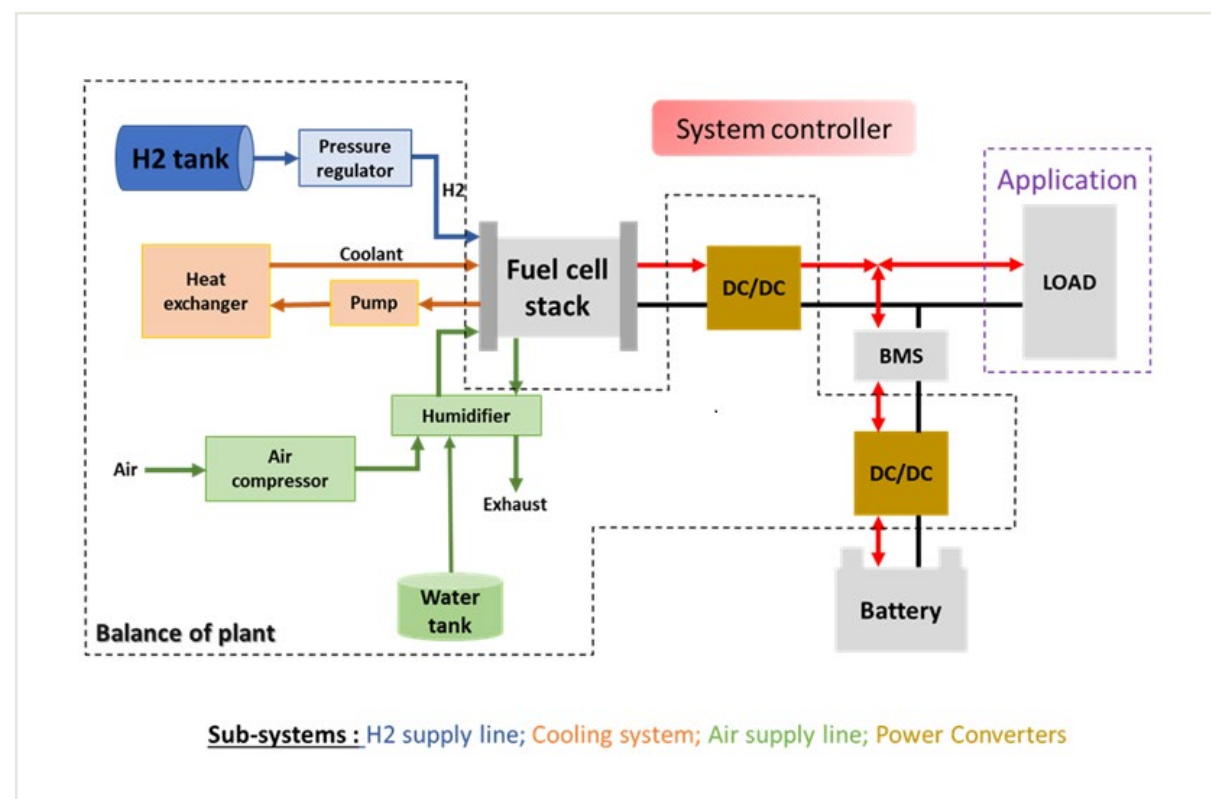 System controller
H2 tank
Pressure
regulator
H2
Application
Coolant
Heat
exchanger
Pump
Fuel cell
stack
DC/DC
LOAD
BMS
Humidifier
Air
Air
compressor
DC/DC
Exhaust
Water
tank
Battery
Balance of plant
Sub-systems : H2 supply line; Cooling system; Air supply line; Power Converters